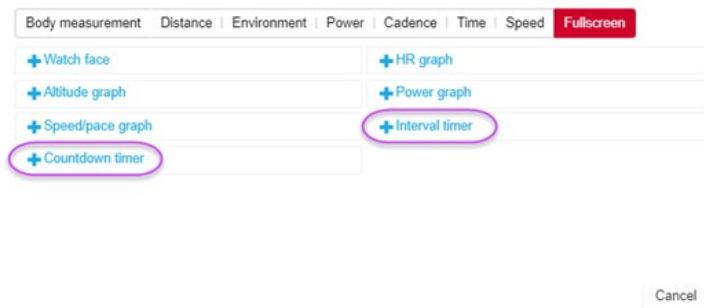 Body measurement Distance Environment Power Cadence Time Speed Fullscreen
Watch face HR graph
Altitude graph Power graph
Speed/pace graph Interval timer
Countdown timer
Cancel